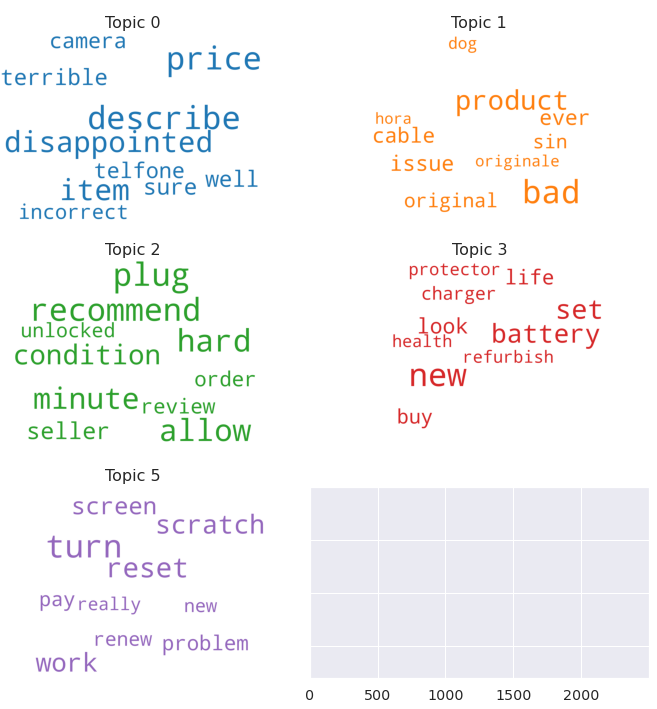 Topic 0
camera
price
terrible
describe
disappointed
telfone
item sure well
incorrect
Topic 1
dog
product
hora ever
cable sin
issue originale
original bad
Topic 2
plug
recommend
unlocked hard
condition
order
minute review
seller allow
Topic 3
protector life
charger set
look battery
health refurbish
new
buy
Topic 5
screen
scratch
turn
reset
pay really new
renew problem
work
0 500 1000 1500 2000